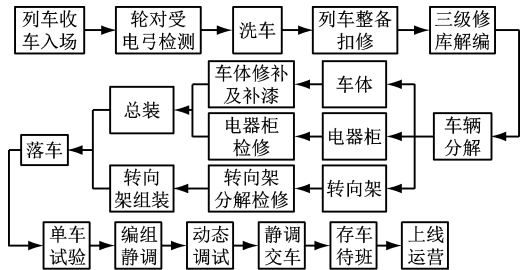 列车收
车入场
轮对受
电弓检测
洗车
列车整备
扣修
三级修
库解编
车体修补
及补漆
车体
总装
电器柜
检修
电器柜
车辆
分解
落车
转向
架组装
转向架
分解检修
转向架
单车
试验
编组
静调
动态
调试
静调
交车
存车
待班
上线
运营